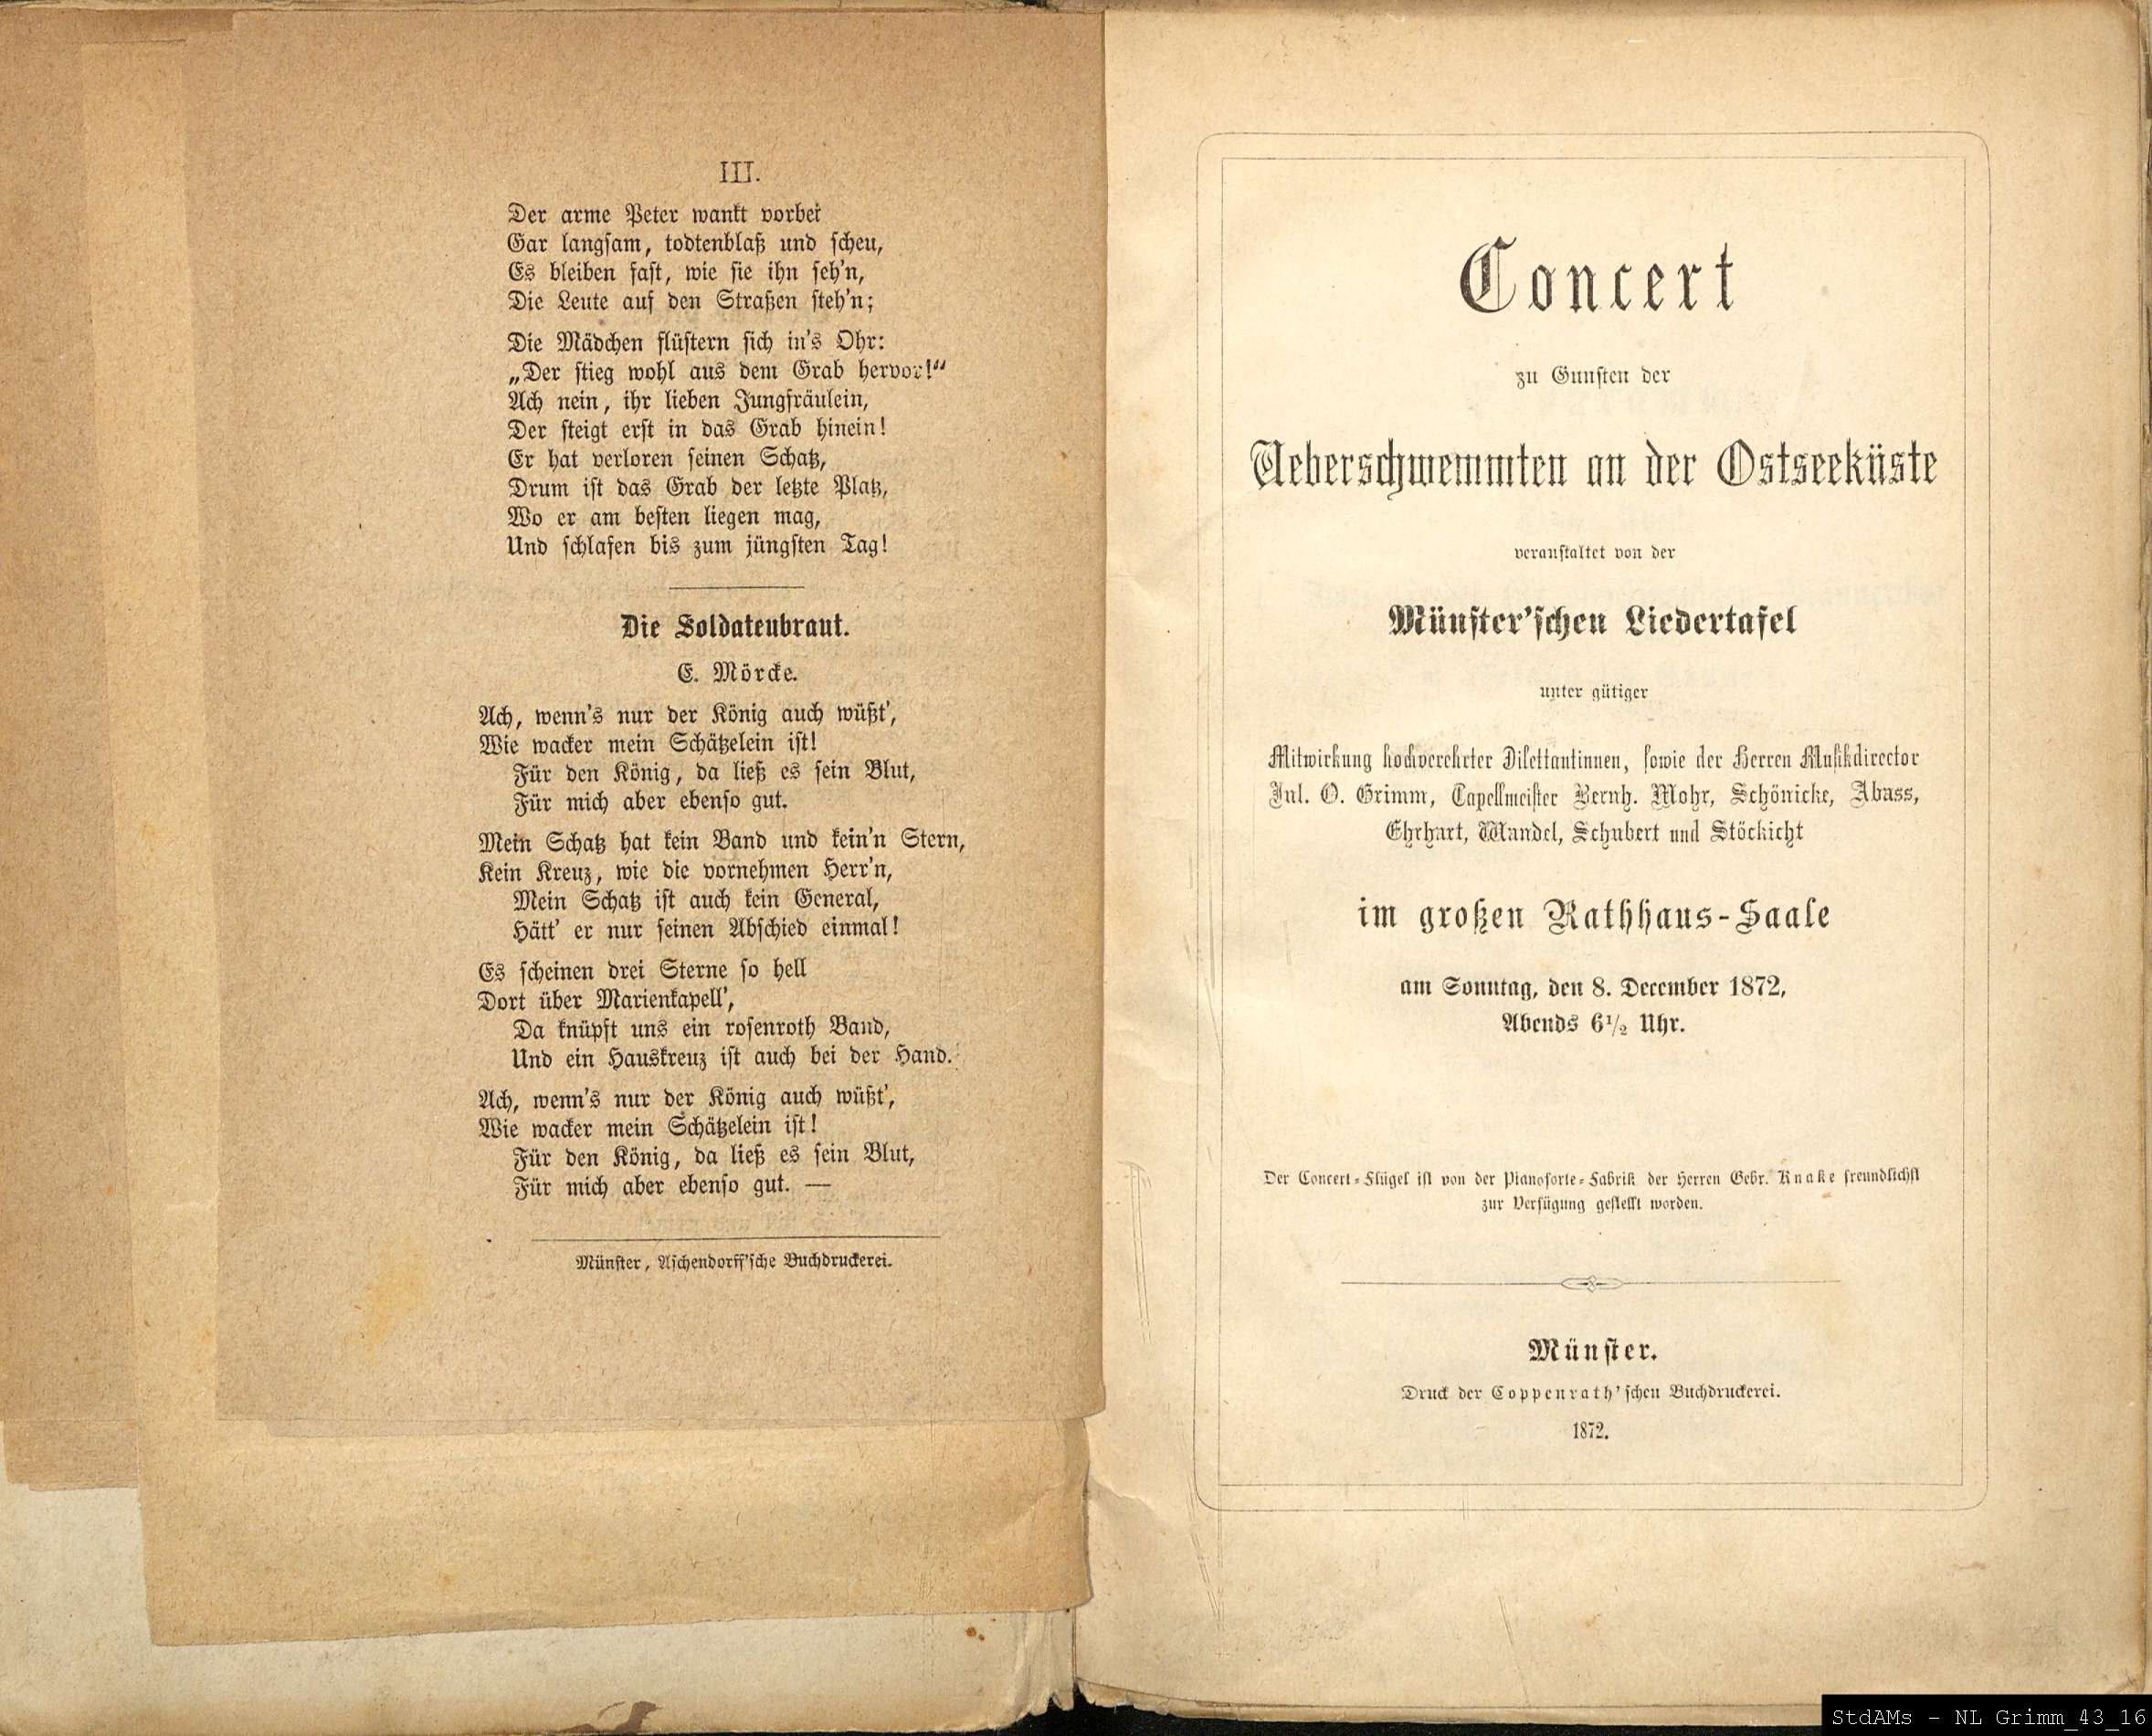 III.
Der arme Peter wankt vorbei
Gar langsam, todtenblaß und scheu,
Es bleiben fast, wie sie ihn seh'n,
Die Leute auf den Straßen steh'n;
Die Mädchen flüstern sich in's Ohr:
„Der stieg wohl aus dem Grab hervor!“
Ach nein, ihr lieben Jungfräulein,
Der steigt erst in das Grab hinein!
Er hat verloren seinen Schatz,
Drum ist das Grab der letzte Platz,
Wo er am besten liegen mag,
Und schlafen bis zum jüngsten Tag!
Die Soldatenbraut.
E. Mörcke.
Ach, wenn's nur der König auch wüßt',
Wie wacker mein Schätzelein ist!
Für den König, da ließ es sein Blut,
Für mich aber ebenso gut.
Mein Schatz hat kein Band und kein'n Stern,
Kein Kreuz, wie die vornehmen Herr'n,
Mein Schatz ist auch kein General,
Hätt' er nur seinen Abschied einmal!
Es scheinen drei Sterne so hell
Dort über Marienkapell',
Da knüpft uns ein rosenroth Band,
Und ein Hauskreuz ist auch bei der Hand.
Ach, wenn's nur der König auch wüßt',
Wie wacker mein Schätzelein ist!
Für den König, da ließ es sein Blut,
Für mich aber ebenso gut. —
Münster, Aschendorff'sche Buchdruckerei.
Concert
zu Gunsten der
Ueberschwemmten an der Ostseeküste
veranstaltet von der
Münster'schen Liedertafel
unter gütiger
Mitwirkung hochverehrter Dilettantinnen, sowie der Herren Musikdirector
Jul. O. Grimm, Capellmeister Bernh. Mohr, Schönicke, Abass,
Ehrhart, Wandel, Schubert und Stöckicht
im großen Rathhaus-Saale
am Sonntag, den 8. December 1872,
Abends 6½ Uhr.
Der Concert-Flügel ist von der Pianoforte-Fabrik der Herren Gebr. Knake freundlichst
zur Verfügung gestellt worden.
Münster.
Druck der Coppenrath'schen Buchdruckerei.
1872.
StdAMs - NL Grimm_43_16